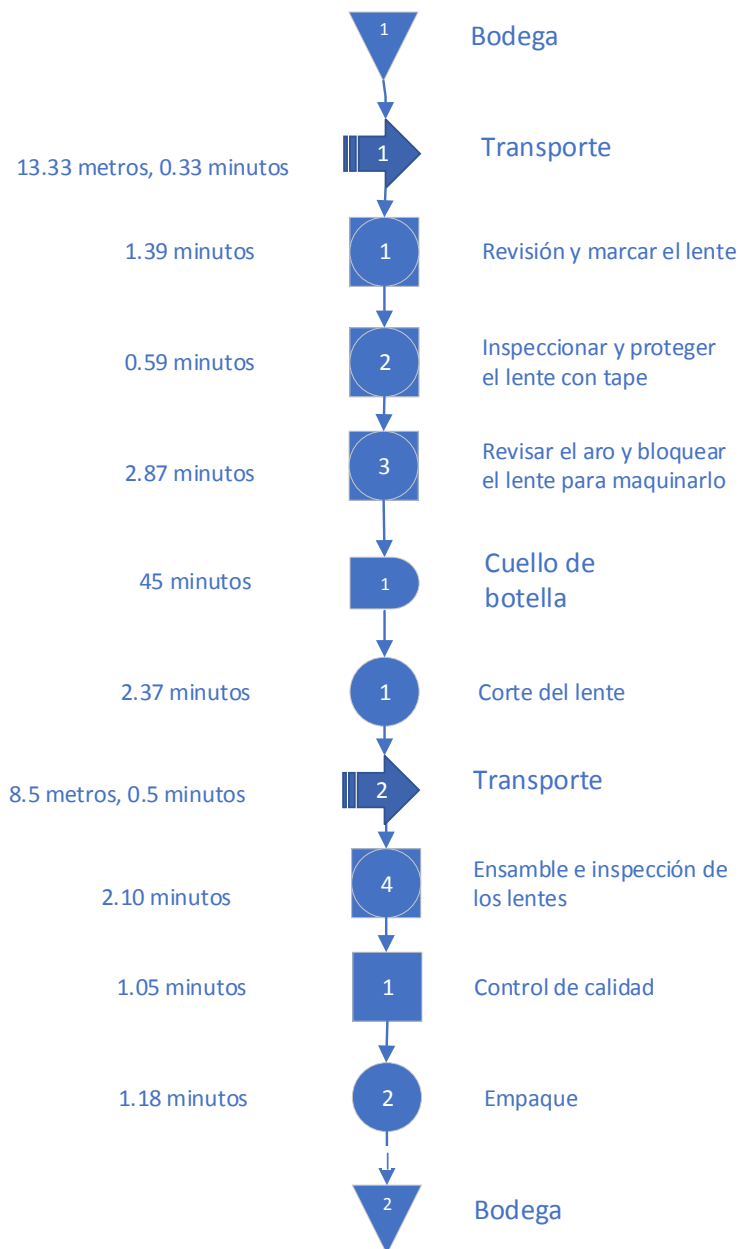 1
Bodega
13.33 metros, 0.33 minutos
1
Transporte
1.39 minutos
1
Revisión y marcar el lente
0.59 minutos
2
Inspeccionar y proteger
el lente con tape
2.87 minutos
3
Revisar el aro y bloquear
el lente para maquinarlo
45 minutos
1
Cuello de
botella
2.37 minutos
1
Corte del lente
8.5 metros, 0.5 minutos
2
Transporte
2.10 minutos
4
Ensamble e inspección de
los lentes
1.05 minutos
1
Control de calidad
1.18 minutos
2
Empaque
2
Bodega